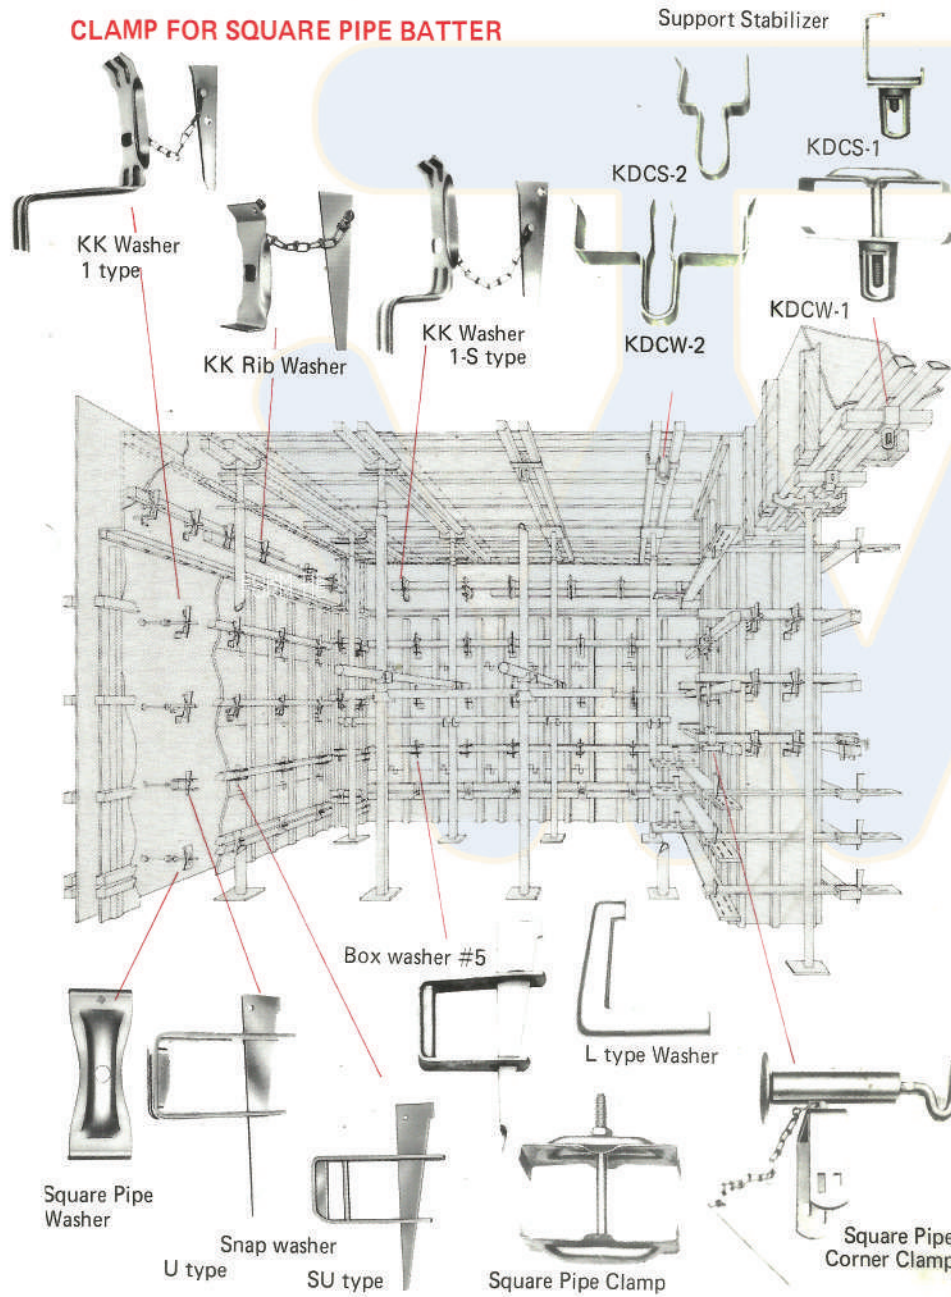 CLAMP FOR SQUARE PIPE BATTER
Support Stabilizer
KDCS-2
KDCS-1
KK Washer
1 type
KK Rib Washer
KK Washer
1-S type
KDCW-2
KDCW-1
Box washer #5
L type Washer
Square Pipe
Washer
Snap washer
U type
SU type
Square Pipe Clamp
Square Pipe
Corner Clamp